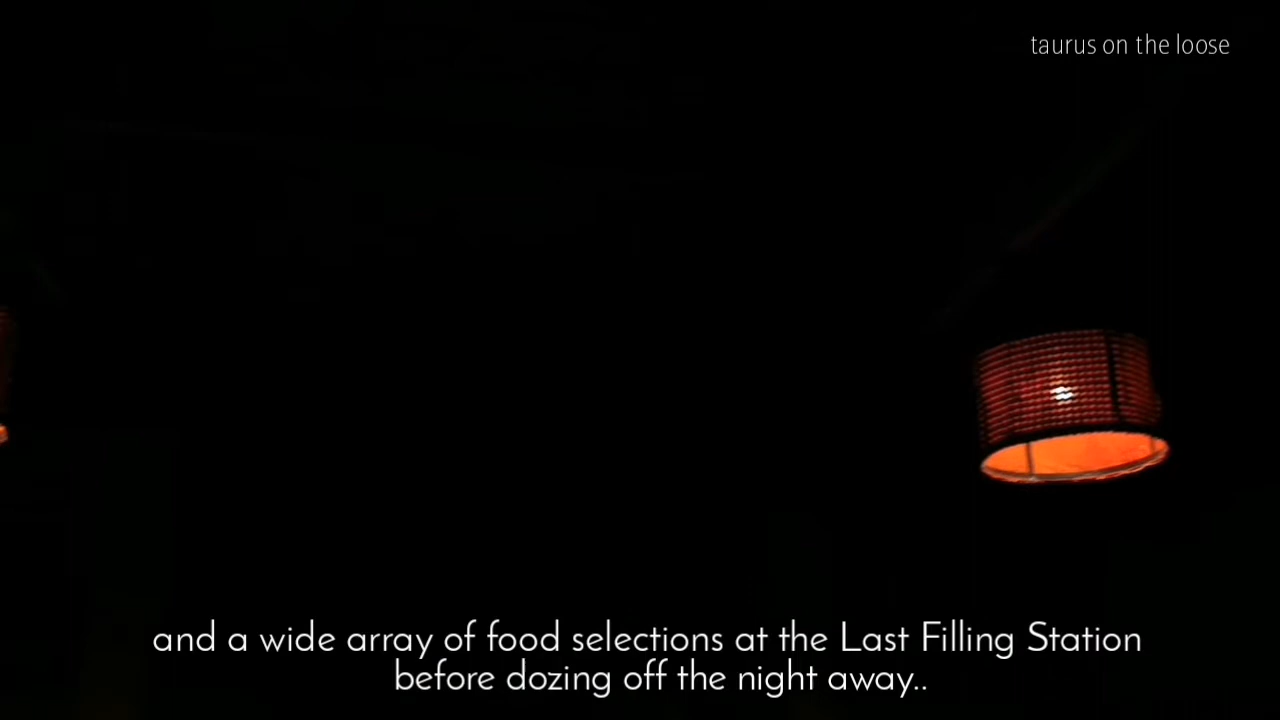 taurus on the loose
and a wide array of food selections at the Last Filling Station
before dozing off the night away..